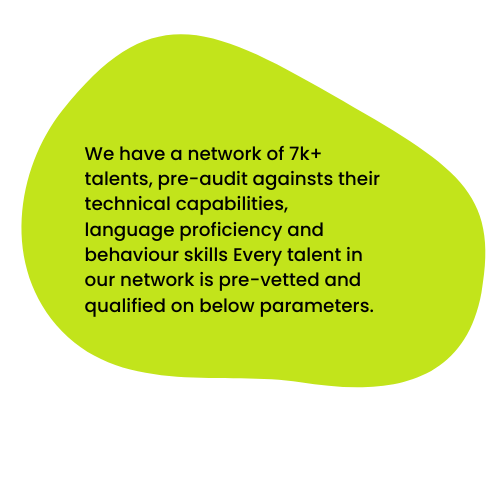 We have a network of 7k+
talents, pre-audit againsts their
technical capabilities,
language proficiency and
behaviour skills Every talent in
our network is pre-vetted and
qualified on below parameters.